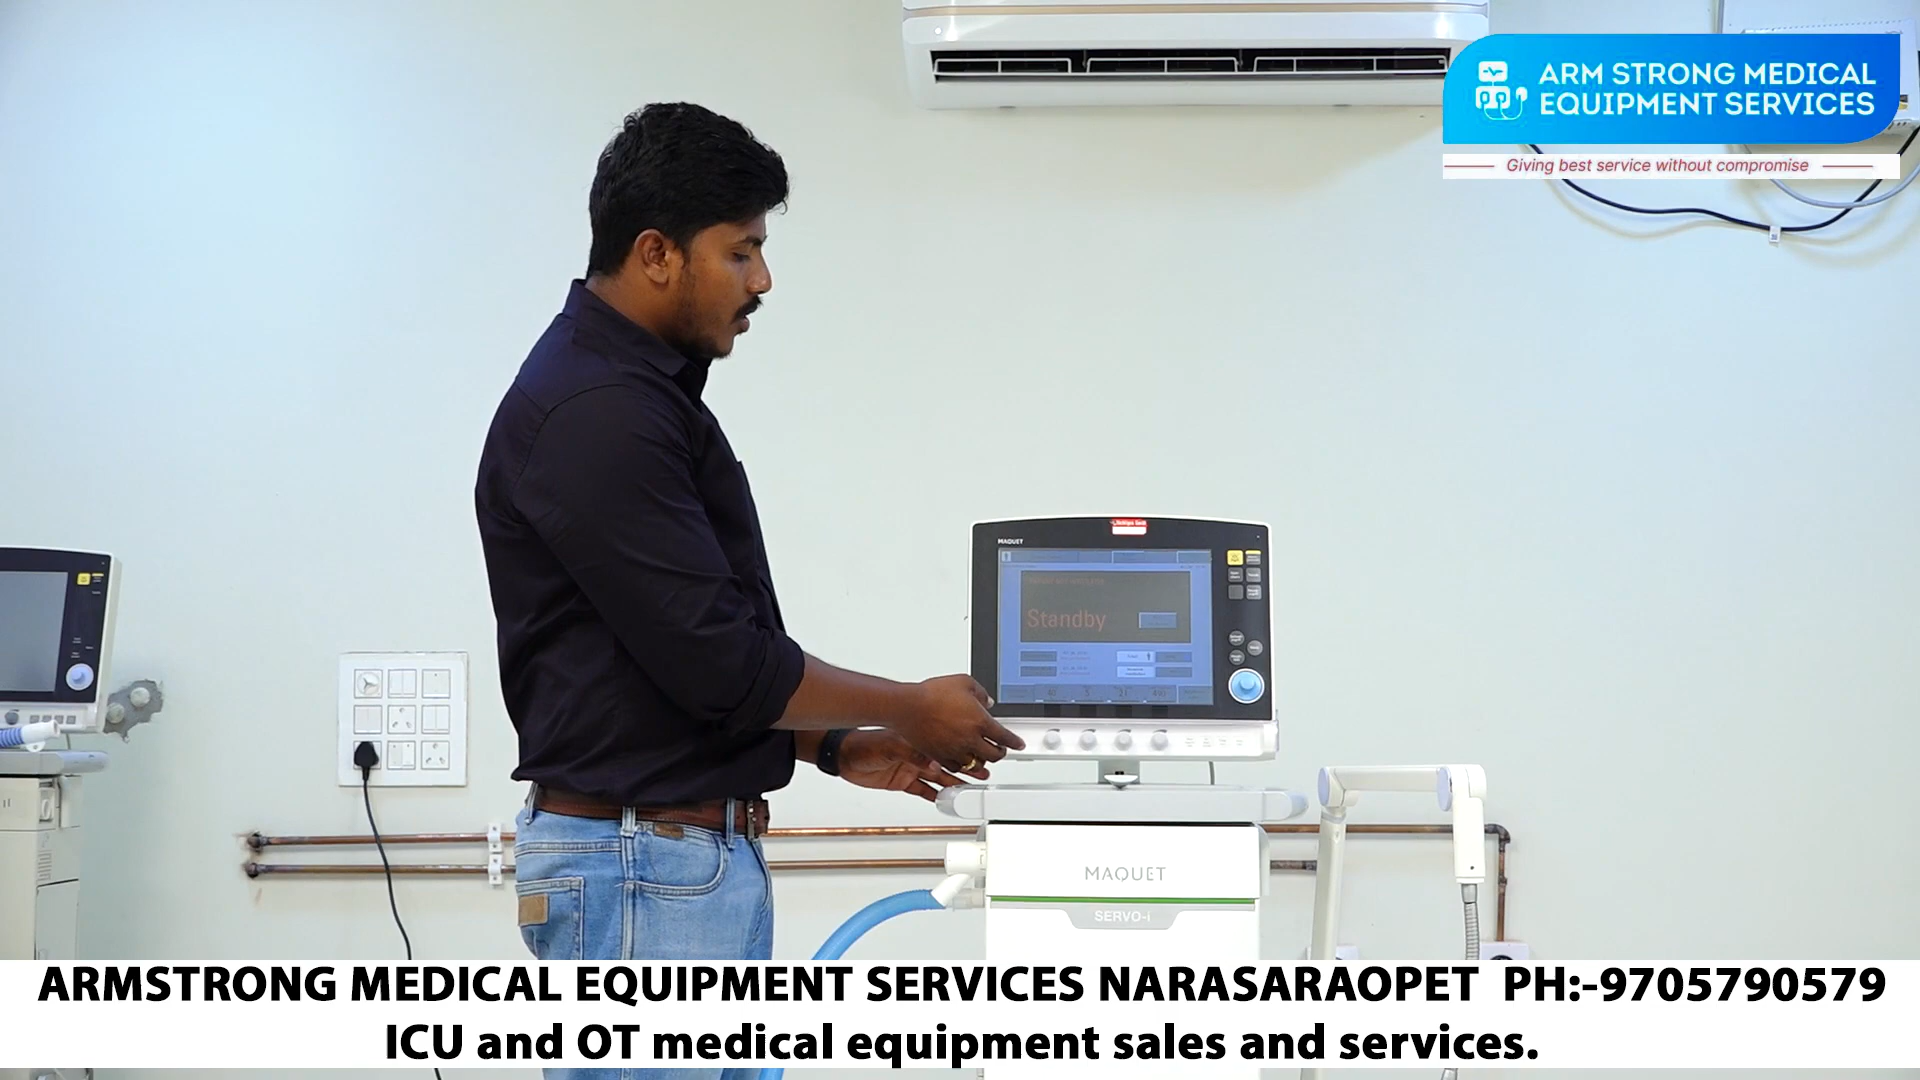 ARM STRONG MEDICAL
EQUIPMENT SERVICES
Giving best service without compromise
MAQUET
Standby
MAQUET
SERVO-i
ARMSTRONG MEDICAL EQUIPMENT SERVICES NARASARAOPET PH:-9705790579
ICU and OT medical equipment sales and services.